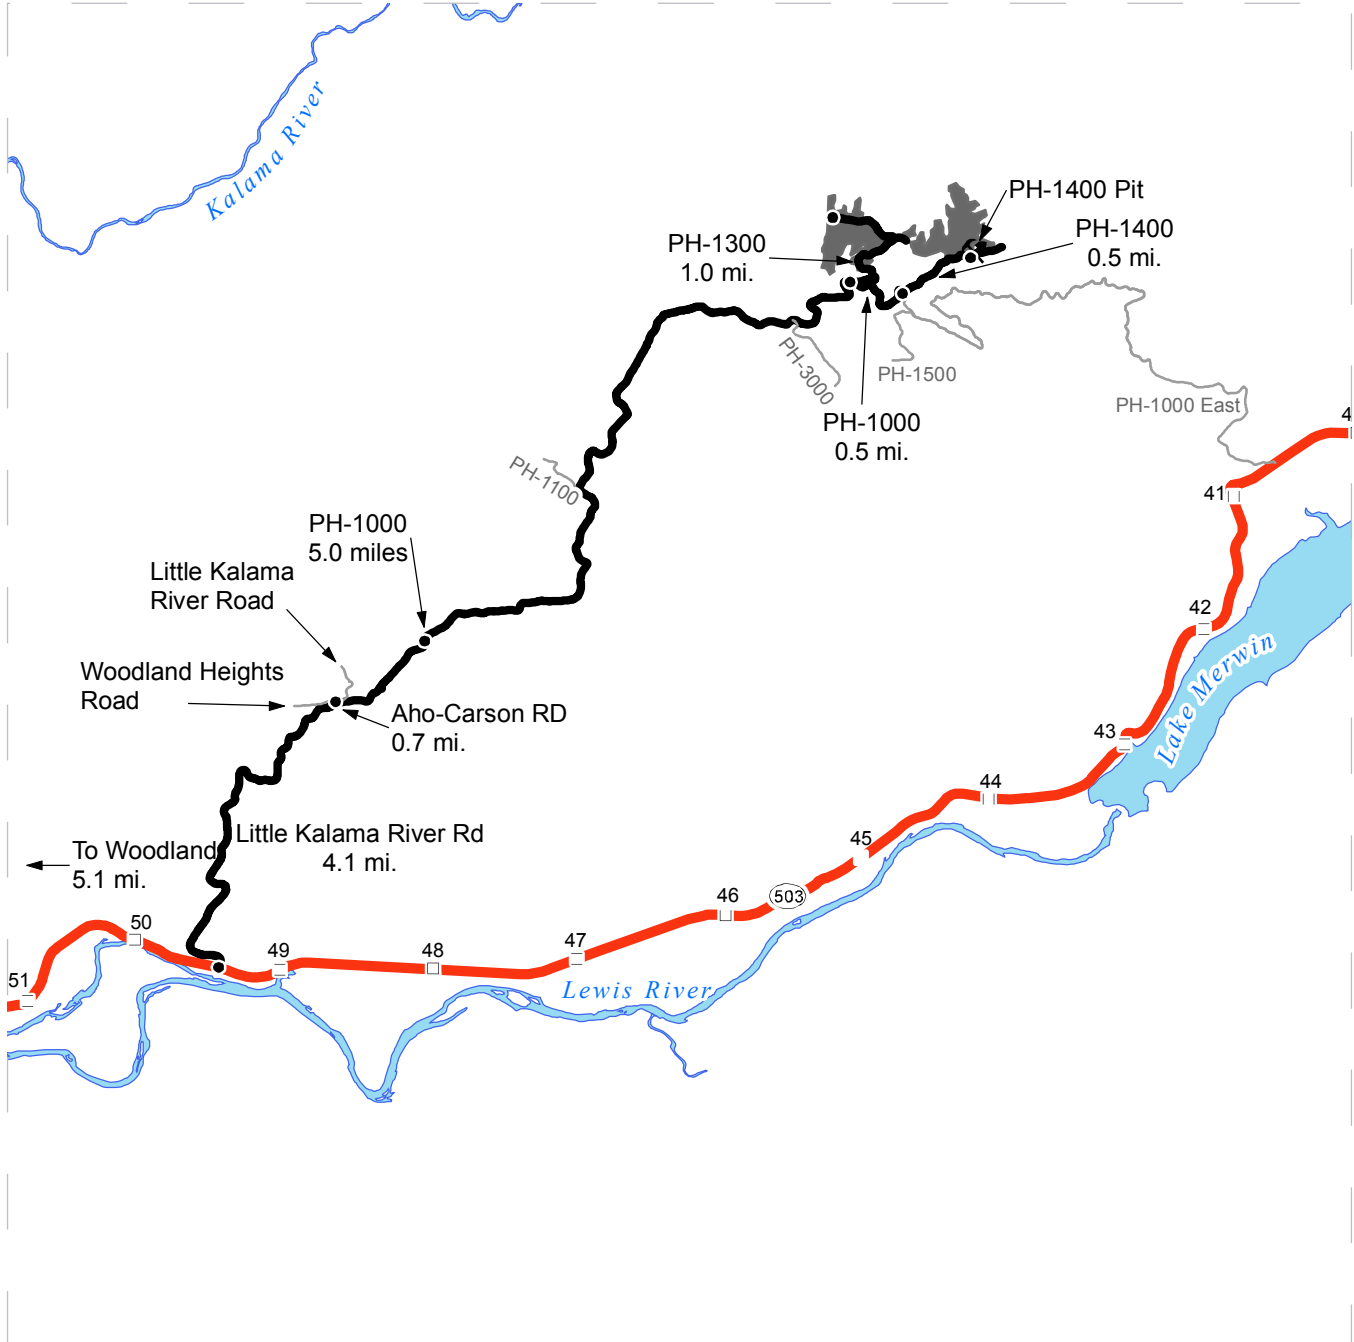 Kalama River
PH-1400 Pit
PH-1400
0.5 mi.
PH-1300
1.0 mi.
PH-3000
PH-1500
PH-1000 East
PH-1000
0.5 mi.
4
41
PH-1100
PH-1000
5.0 miles
Little Kalama
River Road
42
Woodland Heights
Road
Lake Merwin
Aho-Carson RD
0.7 mi.
43
44
Little Kalama River Rd
4.1 mi.
To Woodland
5.1 mi.
45
46
503
50
49
48
47
51
Lewis River